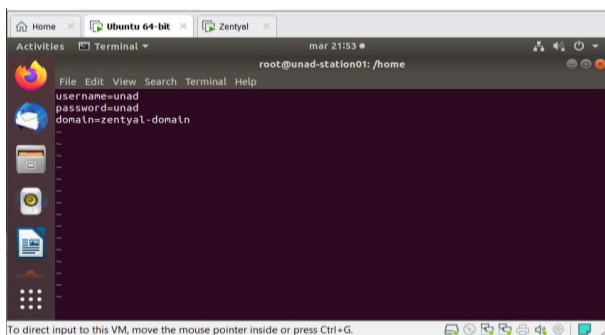 Home Ubuntu 64-bit Zentyal
Activities Terminal mar 21:53
root@unad-station01: /home
File Edit View Search Terminal Help
username=unad
password=unad
domain=zentyal-domain
~
~
~
~
~
~
~
~
~
~
~
~
~
To direct input to this VM, move the mouse pointer inside or press Ctrl+G.